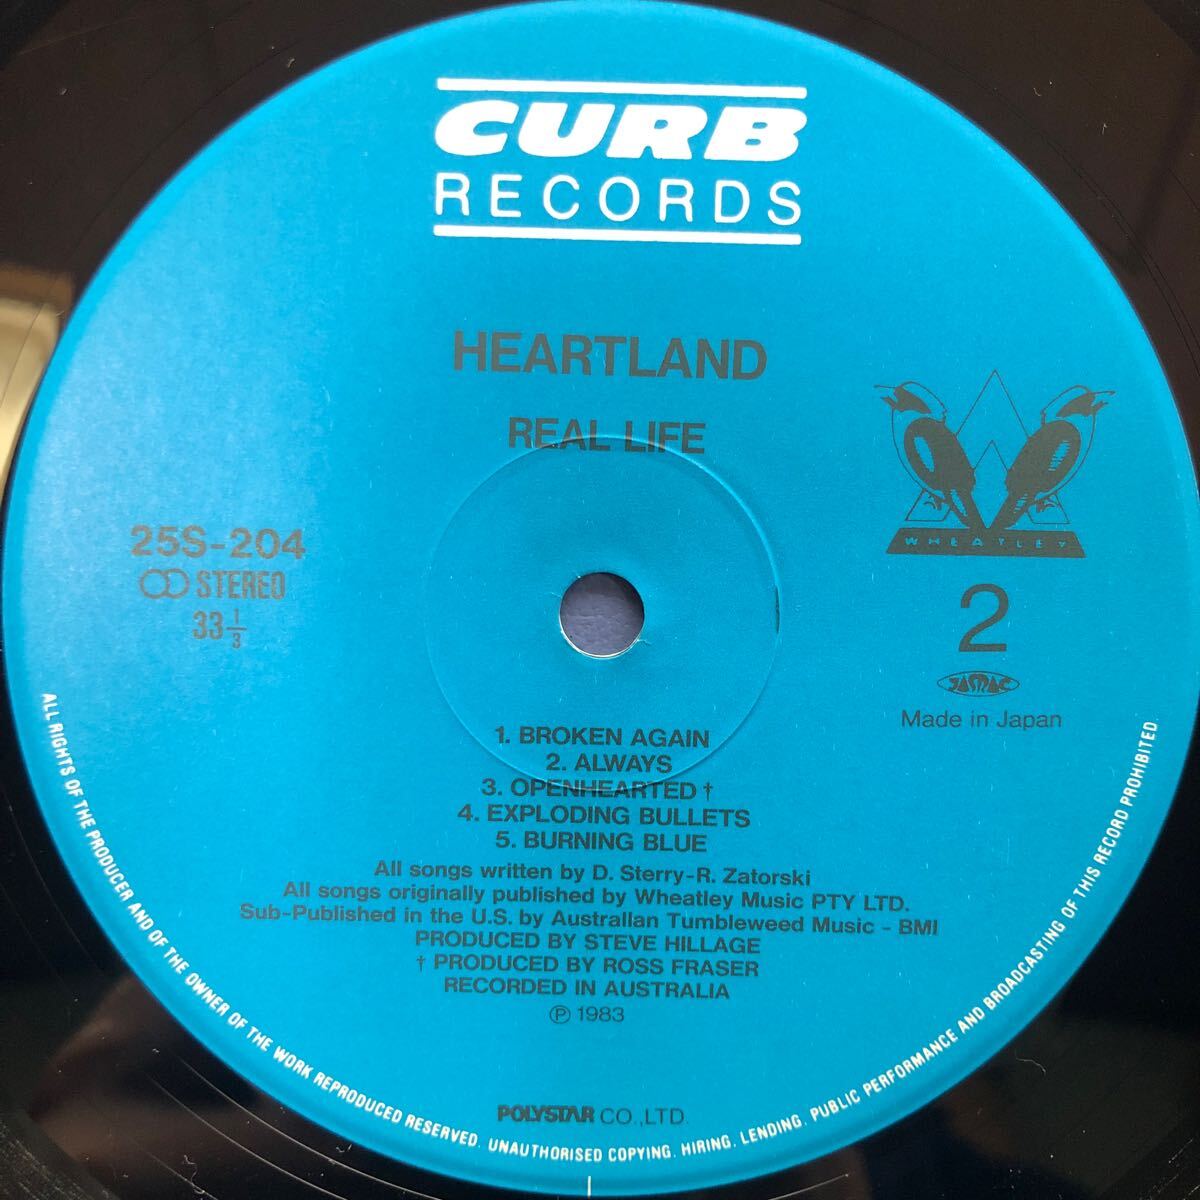 CURB
RECORDS
HEARTLAND
REAL LIFE
WHEATLEY
25S-204
STEREO
33 1/3
2
JASRAC
Made in Japan
1. BROKEN AGAIN
2. ALWAYS
3. OPENHEARTED †
4. EXPLODING BULLETS
5. BURNING BLUE
All songs written by D. Sterry-R. Zatorski
All songs originally published by Wheatley Music PTY LTD.
Sub-Published in the U.S. by Australlan Tumbleweed Music - BMI
PRODUCED BY STEVE HILLAGE
† PRODUCED BY ROSS FRASER
RECORDED IN AUSTRALIA
℗ 1983
POLYSTAR CO.,LTD.
ALL RIGHTS OF THE PRODUCER AND OF THE OWNER OF THE WORK REPRODUCED RESERVED. UNAUTHORISED COPYING. HIRING. LENDING. PUBLIC PERFORMANCE AND BROADCASTING OF THIS RECORD PROHIBITED.